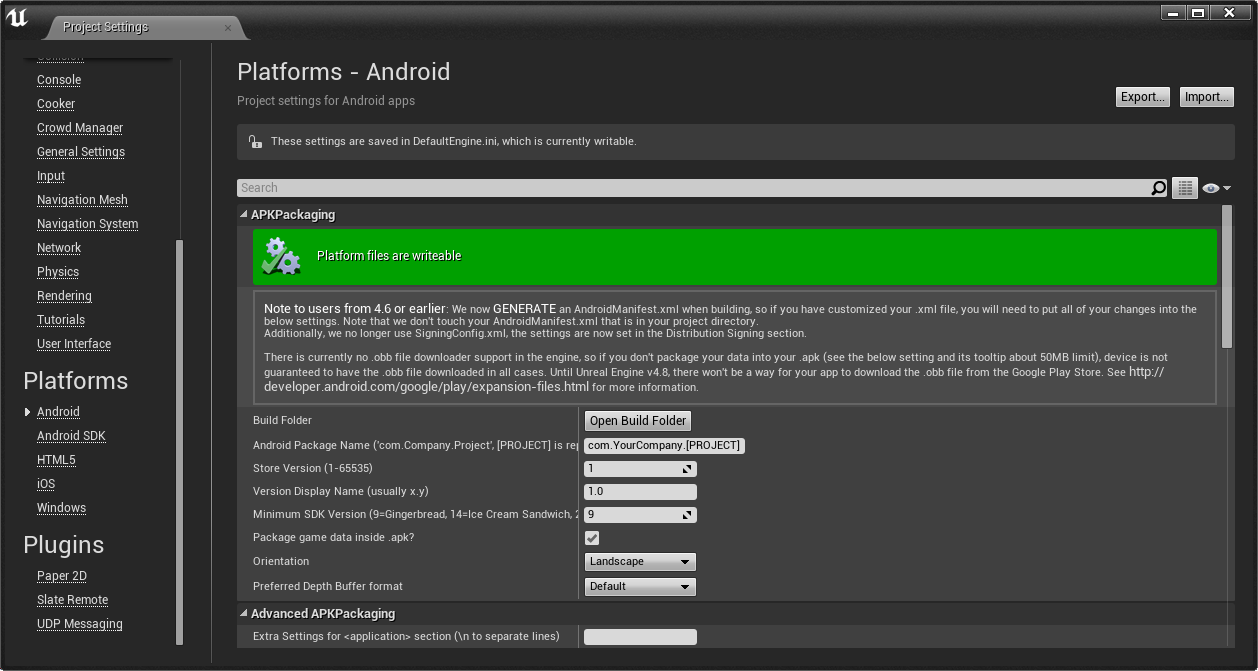 Project Settings
Console
Cooker
Crowd Manager
General Settings
Input
Navigation Mesh
Navigation System
Network
Physics
Rendering
Tutorials
User Interface
Platforms
Android
Android SDK
HTML5
iOS
Windows
Plugins
Paper 2D
Slate Remote
UDP Messaging
Platforms - Android
Project settings for Android apps
Export...
Import...
These settings are saved in DefaultEngine.ini, which is currently writable.
Search
APKPackaging
Platform files are writeable
Note to users from 4.6 or earlier: We now GENERATE an AndroidManifest.xml when building, so if you have customized your .xml file, you will need to put all of your changes into the
below settings. Note that we don't touch your AndroidManifest.xml that is in your project directory.
Additionally, we no longer use SigningConfig.xml, the settings are now set in the Distribution Signing section.
There is currently no .obb file downloader support in the engine, so if you don't package your data into your .apk (see the below setting and its tooltip about 50MB limit), device is not
guaranteed to have the .obb file downloaded in all cases. Until Unreal Engine v4.8, there won't be a way for your app to download the .obb file from the Google Play Store. See http://
developer.android.com/google/play/expansion-files.html for more information.
Build Folder Open Build Folder
Android Package Name ('com.Company.Project', [PROJECT] is rep com.YourCompany.[PROJECT]
Store Version (1-65535) 1
Version Display Name (usually x.y) 1.0
Minimum SDK Version (9=Gingerbread, 14=Ice Cream Sandwich, 2 9
Package game data inside .apk?
Orientation Landscape
Preferred Depth Buffer format Default
Advanced APKPackaging
Extra Settings for <application> section (\n to separate lines)